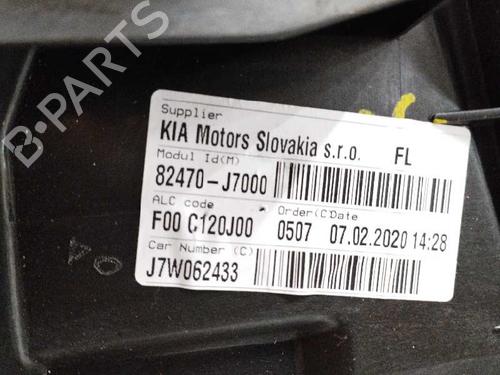 B-PARTS
Supplier
KIA Motors Slovakia s.r.o. FL
Modul Id(M)
82470-J7000
ALC code Order(C)Date
F00 C120J00 0507 07.02.2020 14:28
Car Number (C)
J7W062433